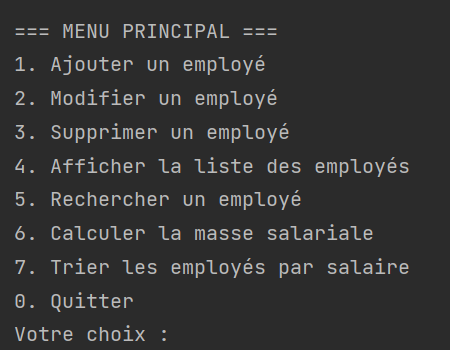 === MENU PRINCIPAL ===
1. Ajouter un employé
2. Modifier un employé
3. Supprimer un employé
4. Afficher la liste des employés
5. Rechercher un employé
6. Calculer la masse salariale
7. Trier les employés par salaire
0. Quitter
Votre choix :